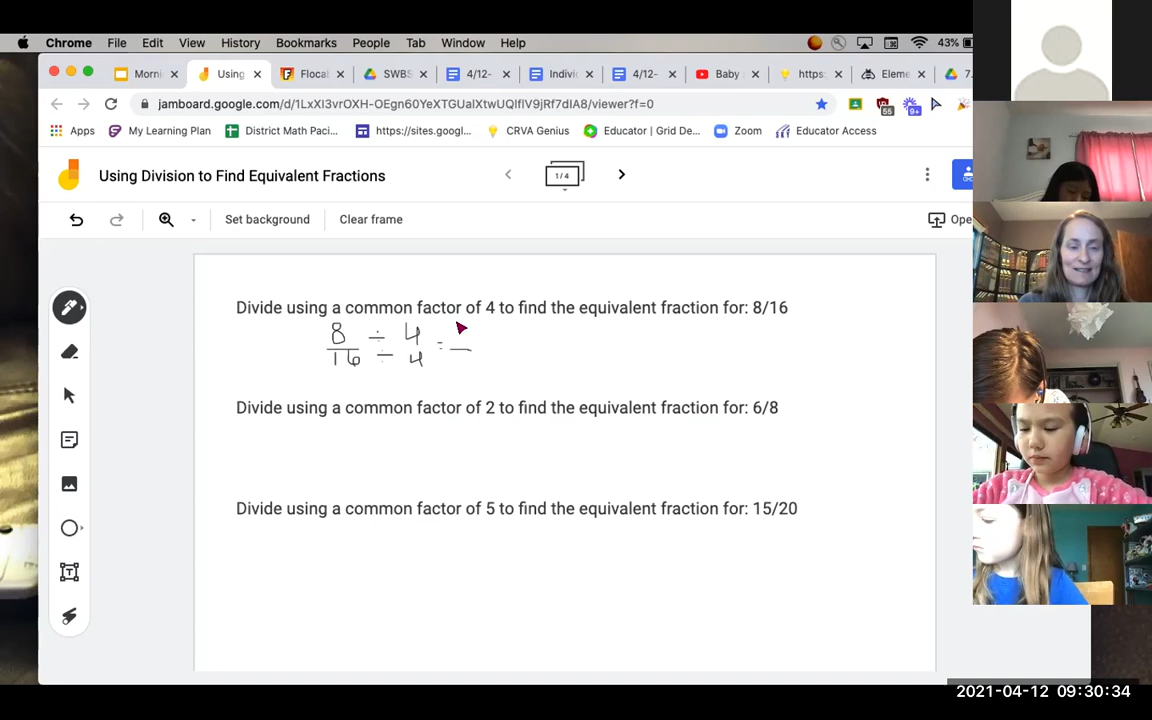 Chrome File Edit View History Bookmarks People Tab Window Help 43%
Morni Using Flocal SWBS 4/12- Indivi 4/12- Baby https: Eleme 7.
jamboard.google.com/d/1LxXI3vrOXH-OEgn60YeXTGUaIXtwUQIfIV9jRf7dIA8/viewer?f=0 55 9+
Apps My Learning Plan District Math Paci... https://sites.googl... CRVA Genius Educator | Grid De... Zoom Educator Access
Using Division to Find Equivalent Fractions 1/4
Set background Clear frame Ope
Divide using a common factor of 4 to find the equivalent fraction for: 8/16
8 ÷ 4
16 ÷ 4 =
Divide using a common factor of 2 to find the equivalent fraction for: 6/8
Divide using a common factor of 5 to find the equivalent fraction for: 15/20
2021-04-12 09:30:34